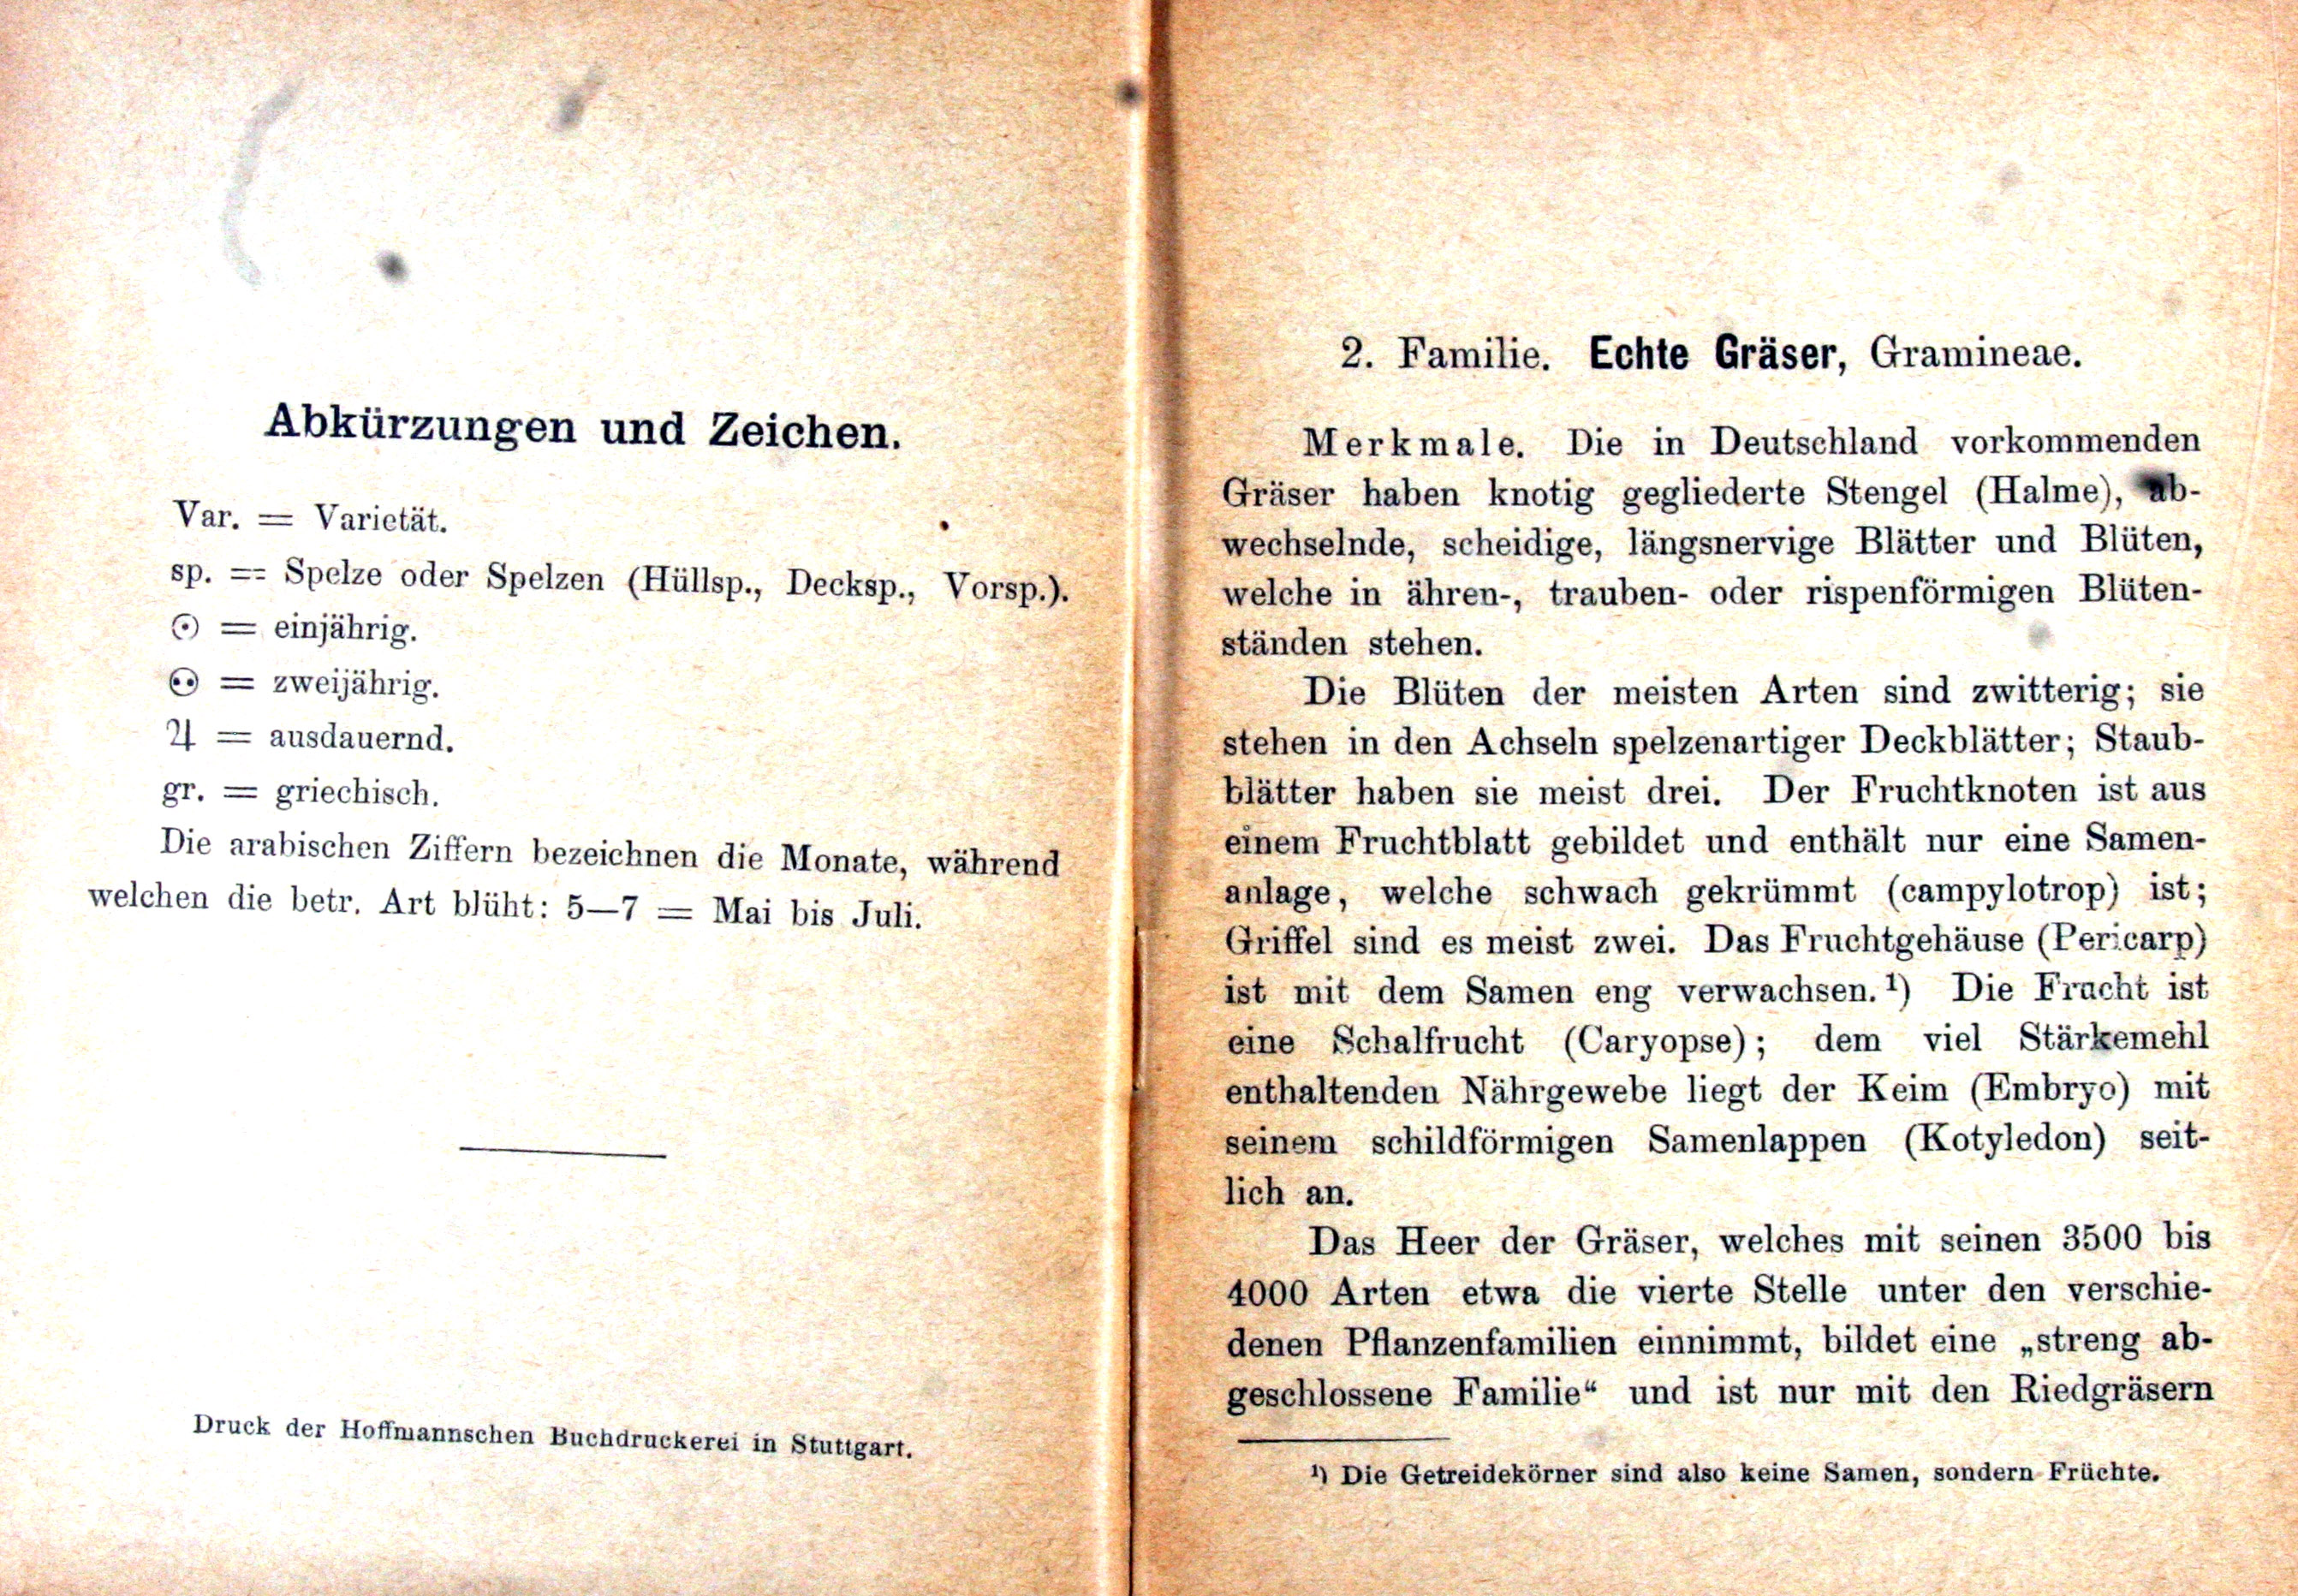 Abkürzungen und Zeichen.
Var. = Varietät.
sp. = Spelze oder Spelzen (Hüllsp., Decksp., Vorsp.).
☉ = einjährig.
⚇ = zweijährig.
♃ = ausdauernd.
gr. = griechisch.
Die arabischen Ziffern bezeichnen die Monate, während
welchen die betr. Art blüht: 5—7 = Mai bis Juli.
Druck der Hoffmannschen Buchdruckerei in Stuttgart.
2. Familie. Echte Gräser, Gramineae.
Merkmale. Die in Deutschland vorkommenden
Gräser haben knotig gegliederte Stengel (Halme), ab-
wechselnde, scheidige, längsnervige Blätter und Blüten,
welche in ähren-, trauben- oder rispenförmigen Blüten-
ständen stehen.
Die Blüten der meisten Arten sind zwitterig; sie
stehen in den Achseln spelzenartiger Deckblätter; Staub-
blätter haben sie meist drei. Der Fruchtknoten ist aus
einem Fruchtblatt gebildet und enthält nur eine Samen-
anlage, welche schwach gekrümmt (campylotrop) ist;
Griffel sind es meist zwei. Das Fruchtgehäuse (Pericarp)
ist mit dem Samen eng verwachsen.¹) Die Frucht ist
eine Schalfrucht (Caryopse); dem viel Stärkemehl
enthaltenden Nährgewebe liegt der Keim (Embryo) mit
seinem schildförmigen Samenlappen (Kotyledon) seit-
lich an.
Das Heer der Gräser, welches mit seinen 3500 bis
4000 Arten etwa die vierte Stelle unter den verschie-
denen Pflanzenfamilien einnimmt, bildet eine „streng ab-
geschlossene Familie“ und ist nur mit den Riedgräsern
¹) Die Getreidekörner sind also keine Samen, sondern Früchte.